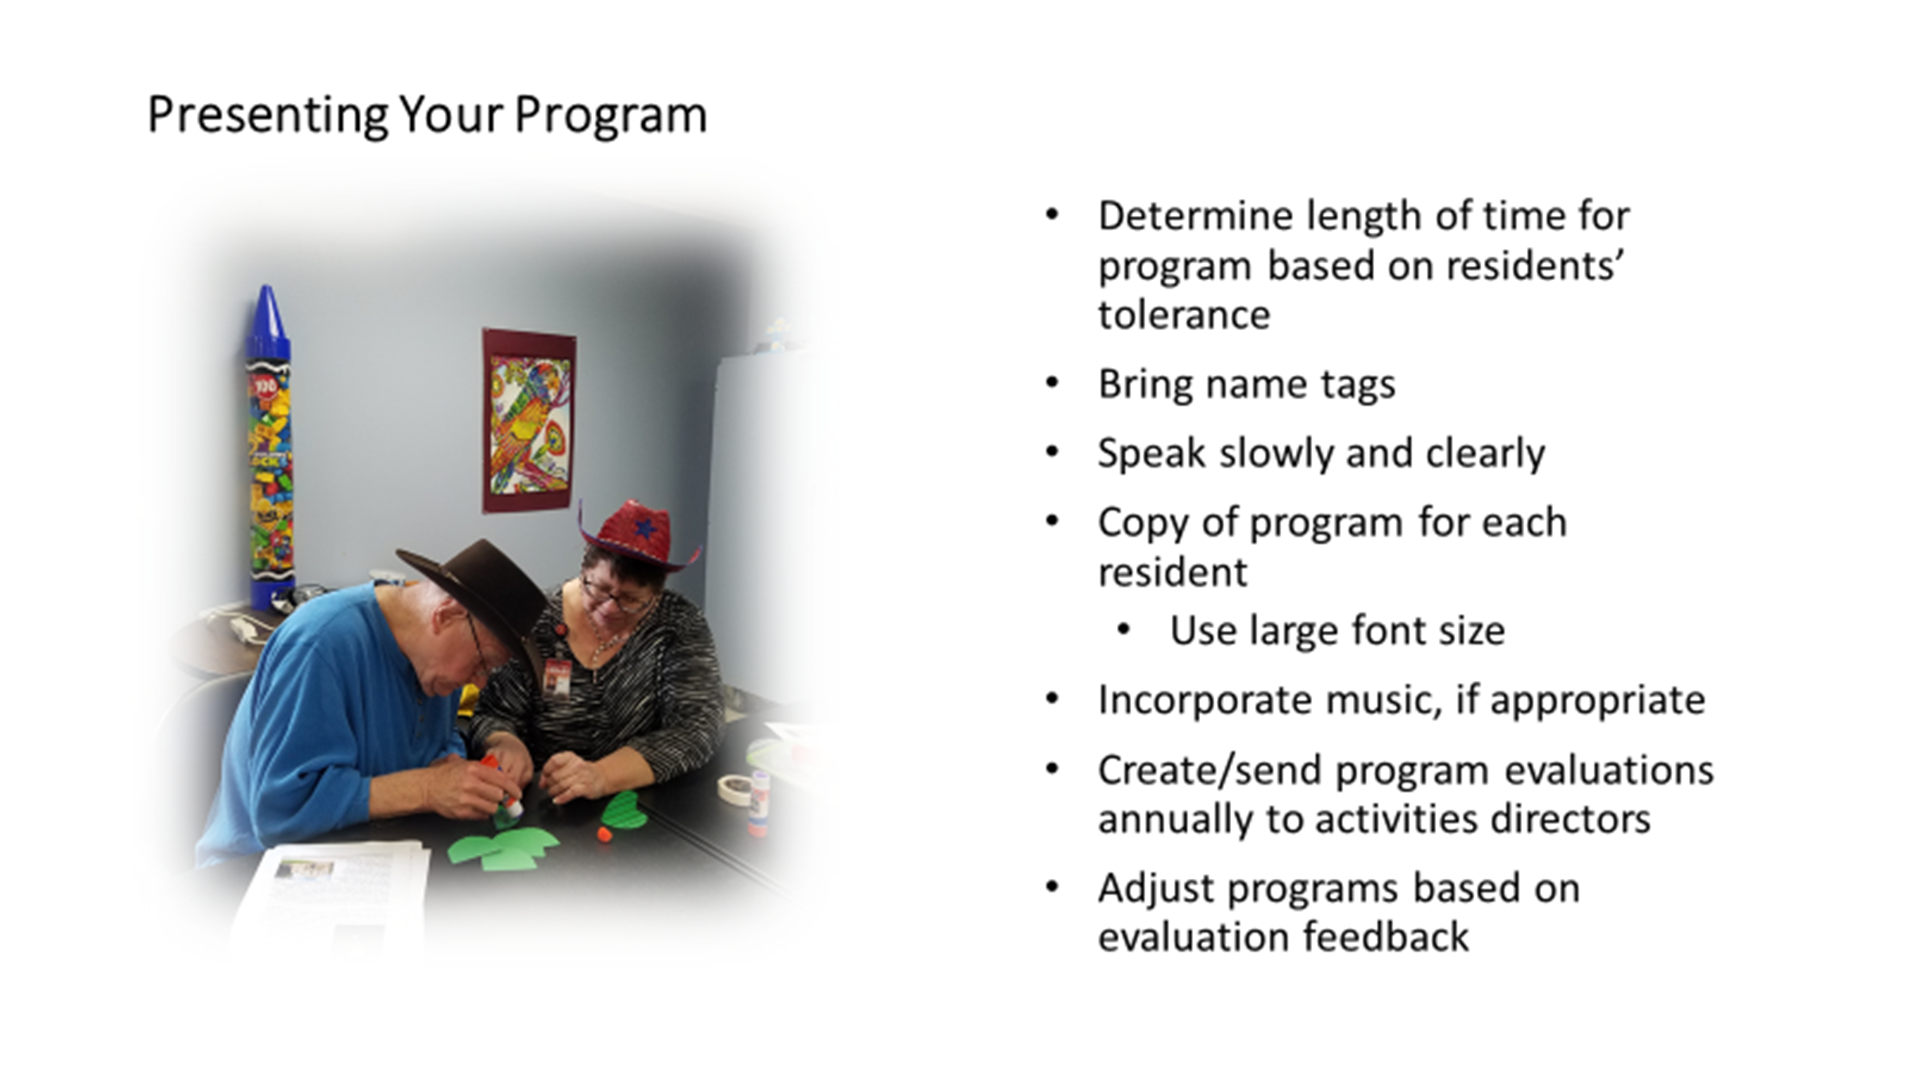 Presenting Your Program
• Determine length of time for
program based on residents’
tolerance
• Bring name tags
• Speak slowly and clearly
• Copy of program for each
resident
• Use large font size
• Incorporate music, if appropriate
• Create/send program evaluations
annually to activities directors
• Adjust programs based on
evaluation feedback
100